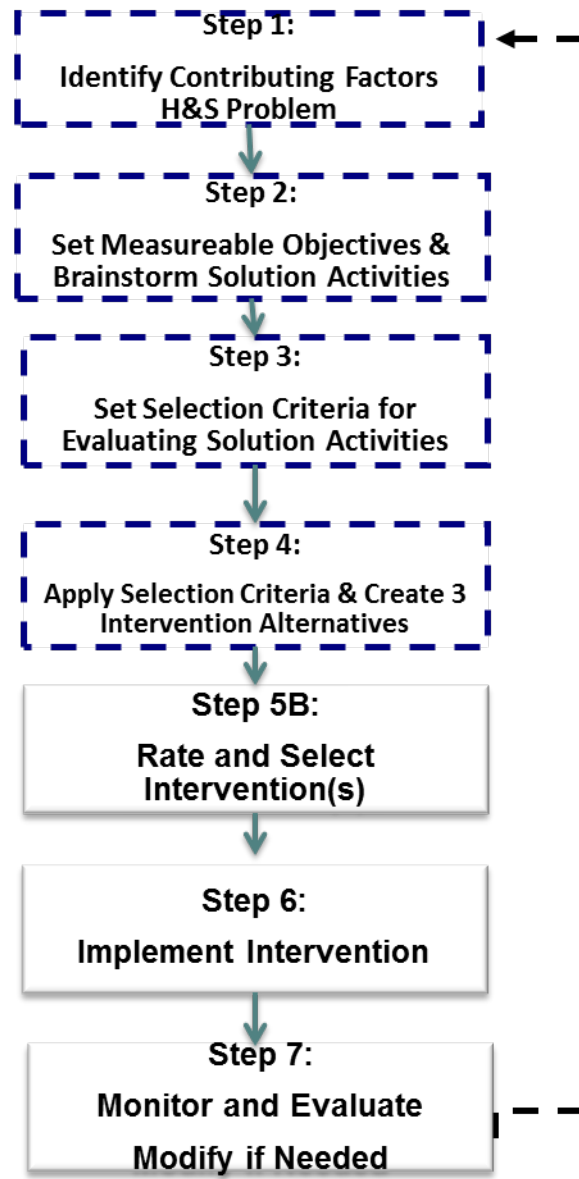 Step 1:
Identify Contributing Factors
H&S Problem
Step 2:
Set Measureable Objectives &
Brainstorm Solution Activities
Step 3:
Set Selection Criteria for
Evaluating Solution Activities
Step 4:
Apply Selection Criteria & Create 3
Intervention Alternatives
Step 5B:
Rate and Select
Intervention(s)
Step 6:
Implement Intervention
Step 7:
Monitor and Evaluate
Modify if Needed